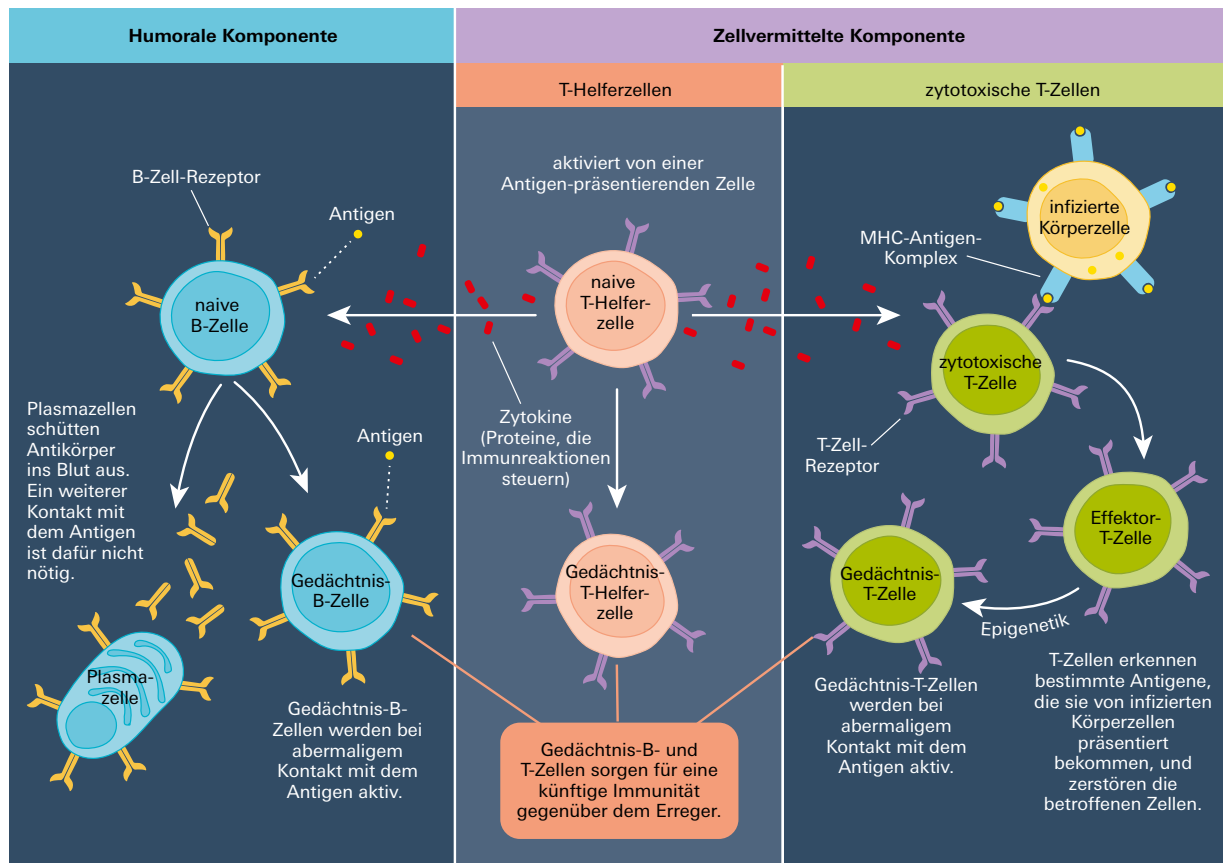 Humorale Komponente
Zellvermittelte Komponente
T-Helferzellen
zytotoxische T-Zellen
B-Zell-Rezeptor
Antigen
naive
B-Zelle
Plasmazellen
schütten
Antikörper
ins Blut aus.
Ein weiterer
Kontakt mit
dem Antigen
ist dafür nicht
nötig.
Antigen
Gedächtnis-
B-Zelle
Plasma-
zelle
Gedächtnis-B-
Zellen werden bei
abermaligem
Kontakt mit dem
Antigen aktiv.
aktiviert von einer
Antigen-präsentierenden Zelle
naive
T-Helfer-
zelle
Zytokine
(Proteine, die
Immunreaktionen
steuern)
Gedächtnis-
T-Helfer-
zelle
Gedächtnis-B- und
T-Zellen sorgen für eine
künftige Immunität
gegenüber dem Erreger.
infizierte
Körperzelle
MHC-Antigen-
Komplex
zytotoxische
T-Zelle
T-Zell-
Rezeptor
Effektor-
T-Zelle
Gedächtnis-
T-Zelle
Epigenetik
Gedächtnis-T-Zellen
werden bei
abermaligem
Kontakt mit dem
Antigen aktiv.
T-Zellen erkennen
bestimmte Antigene,
die sie von infizierten
Körperzellen
präsentiert
bekommen, und
zerstören die
betroffenen Zellen.